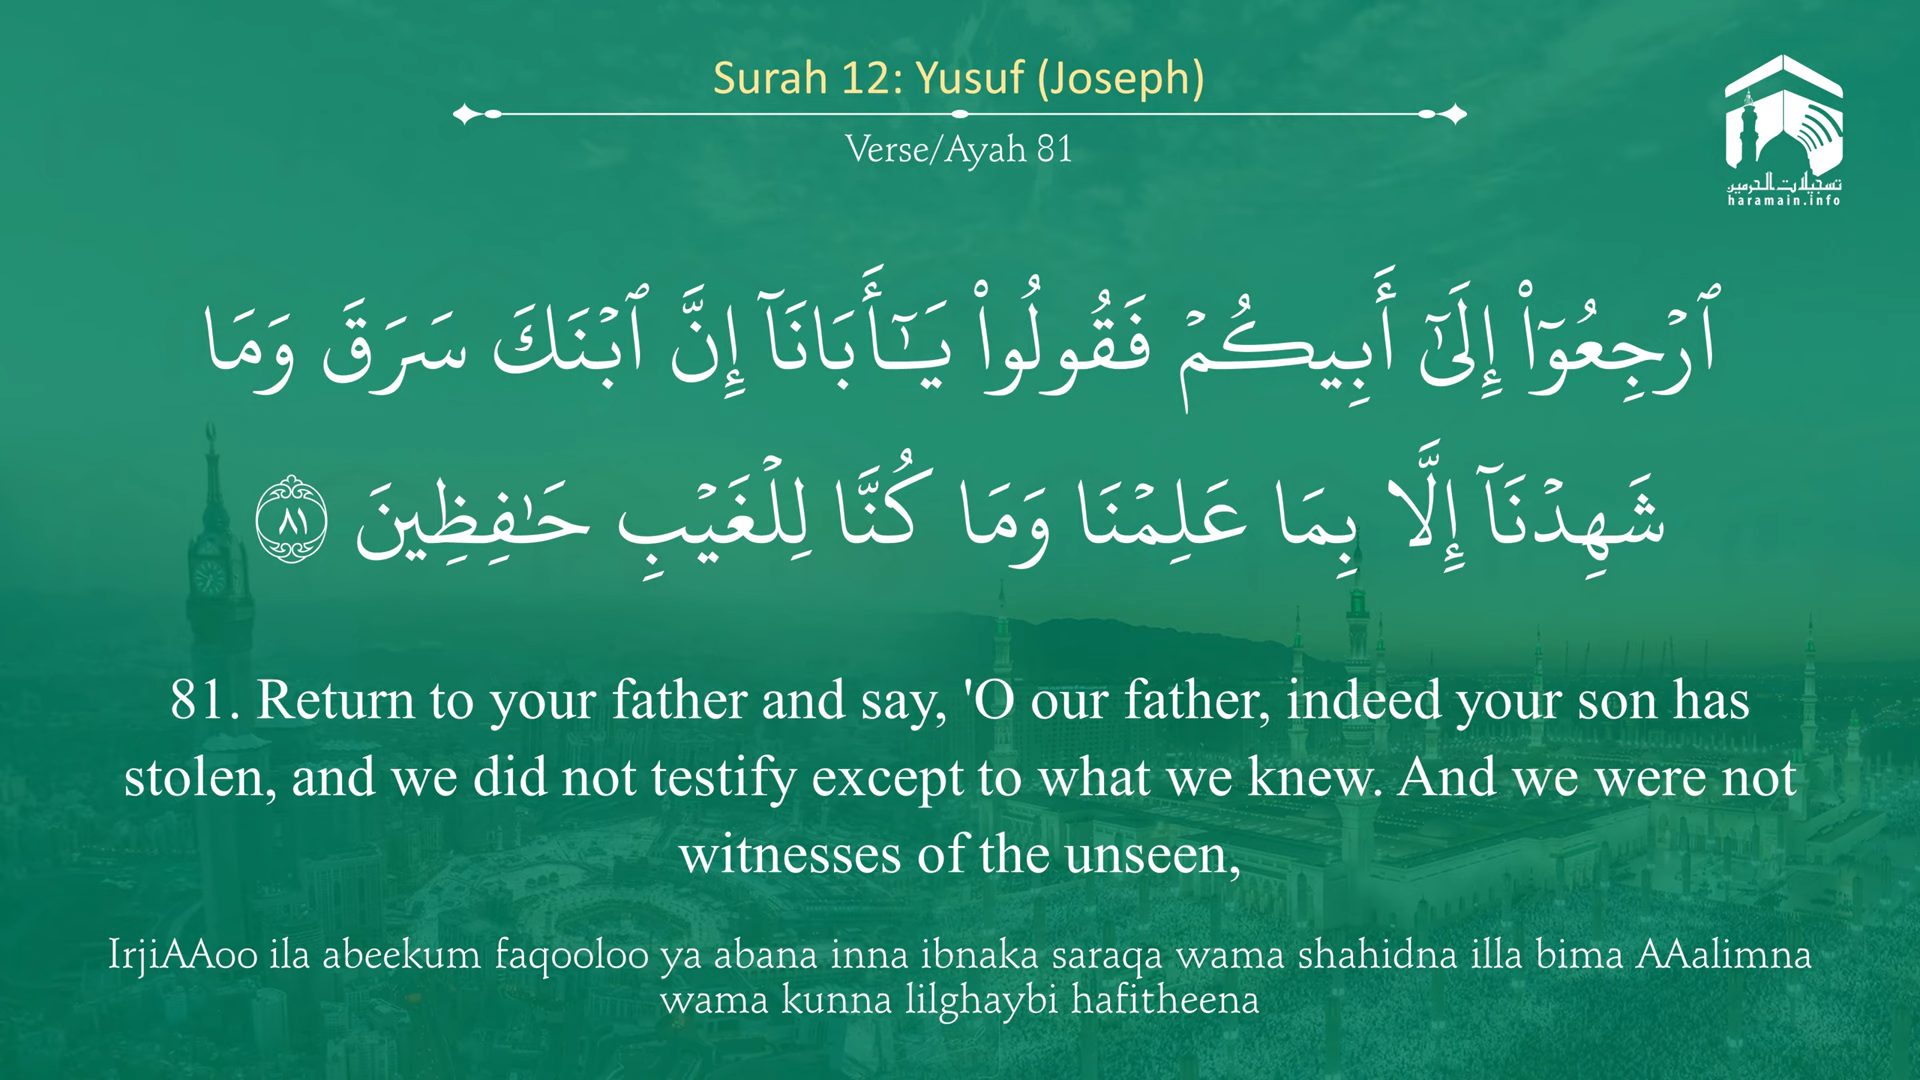 Surah 12: Yusuf (Joseph)
Verse/Ayah 81
تسجيلات الحرمين
haramain.info
ٱرْجِعُوٓا۟ إِلَىٰٓ أَبِيكُمْ فَقُولُوا۟ يَـٰٓأَبَانَآ إِنَّ ٱبْنَكَ سَرَقَ وَمَا
شَهِدْنَآ إِلَّا بِمَا عَلِمْنَا وَمَا كُنَّا لِلْغَيْبِ حَـٰفِظِينَ ٨١
81. Return to your father and say, 'O our father, indeed your son has
stolen, and we did not testify except to what we knew. And we were not
witnesses of the unseen,
IrjiAAoo ila abeekum faqooloo ya abana inna ibnaka saraqa wama shahidna illa bima AAalimna
wama kunna lilghaybi hafitheena